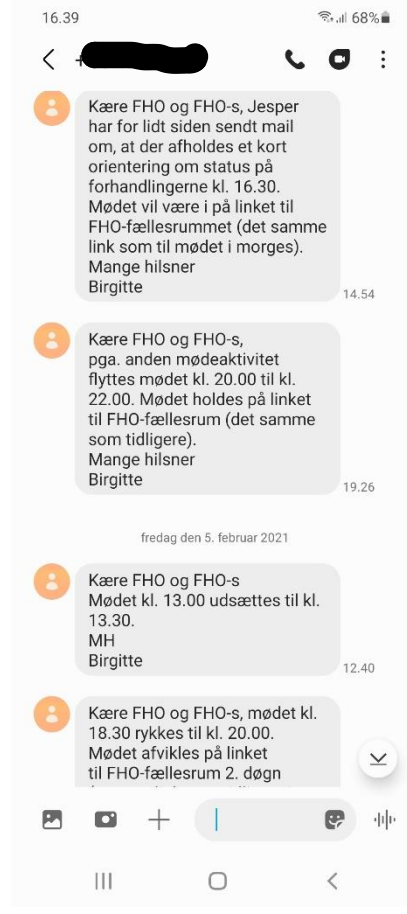 16.39
68%
Kære FHO og FHO-s, Jesper
har for lidt siden sendt mail
om, at der afholdes et kort
orientering om status på
forhandlingerne kl. 16.30.
Mødet vil være i på linket til
FHO-fællesrummet (det samme
link som til mødet i morges).
Mange hilsner
Birgitte
14.54
Kære FHO og FHO-s,
pga. anden mødeaktivitet
flyttes mødet kl. 20.00 til kl.
22.00. Mødet holdes på linket
til FHO-fællesrum (det samme
som tidligere).
Mange hilsner
Birgitte
19.26
fredag den 5. februar 2021
Kære FHO og FHO-s
Mødet kl. 13.00 udsættes til kl.
13.30.
MH
Birgitte
12.40
Kære FHO og FHO-s, mødet kl.
18.30 rykkes til kl. 20.00.
Mødet afvikles på linket
til FHO-fællesrum 2. døgn